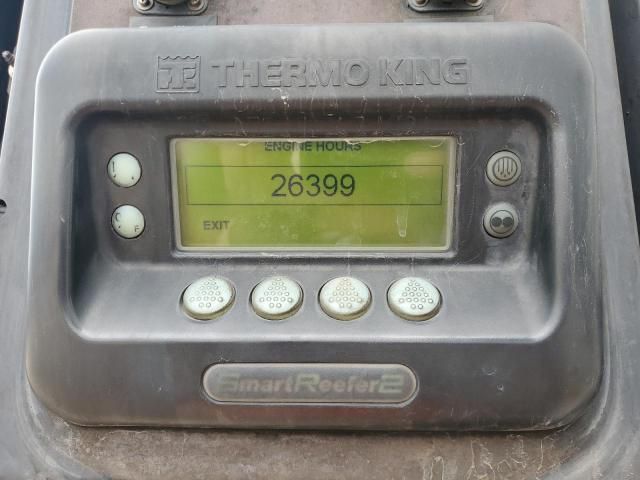 THERMO KING
ENGINE HOURS
26399
EXIT
C F
SmartReefer2